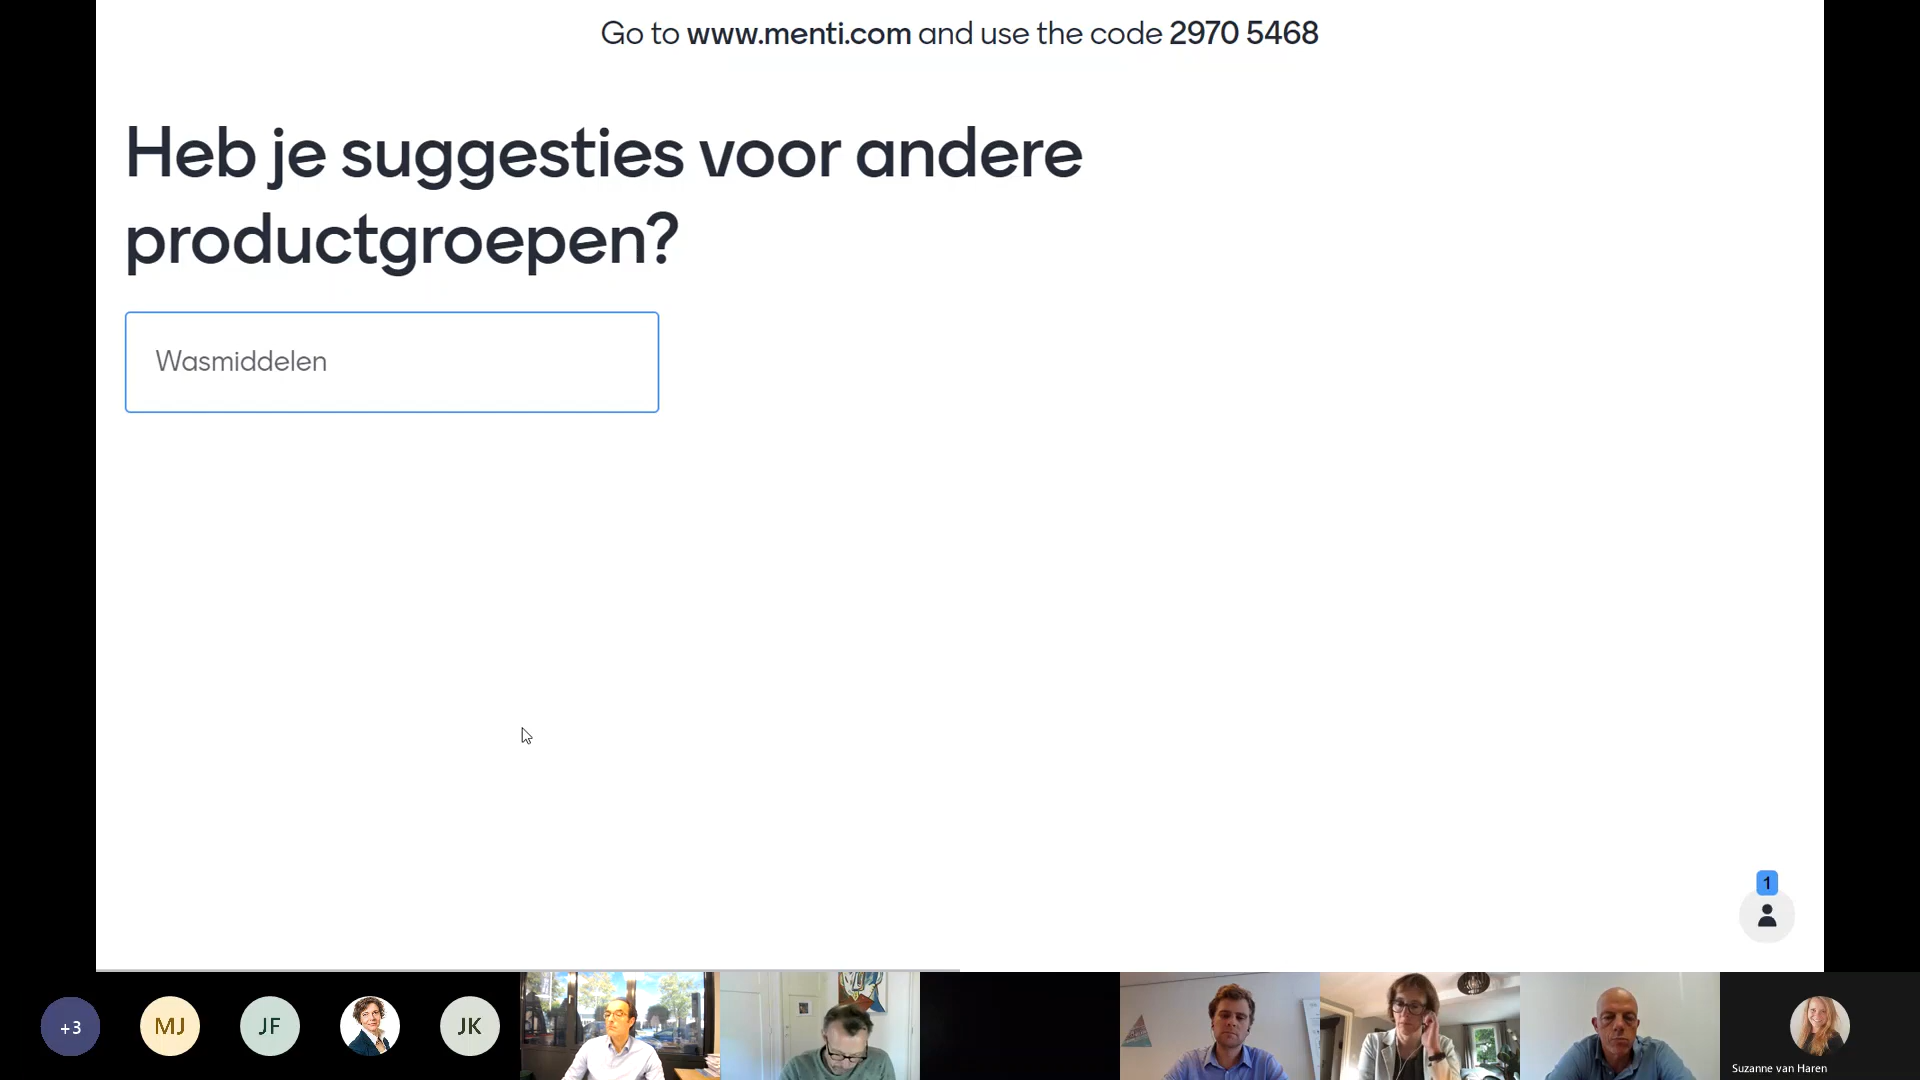 Go to www.menti.com and use the code 2970 5468
Heb je suggesties voor andere
productgroepen?
Wasmiddelen
1
+3
MJ
JF
JK
Suzanne van Haren